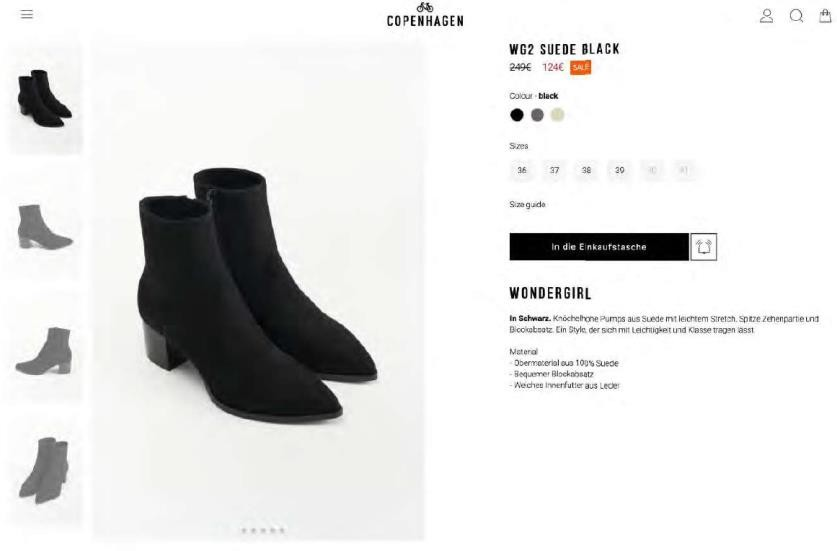 COPENHAGEN
WG2 SUEDE BLACK
249€ 124€ SALE
Colour - black
Sizes
36 37 38 39 40 41
Size guide
In die Einkaufstasche
WONDERGIRL
In Schwarz. Knöchelhohe Pumps aus Suede mit leichtem Stretch. Spitze Zehenpartie und
Blockabsatz. Ein Style, der sich mit Leichtigkeit und Klasse tragen lässt.
Material
- Obermaterial aus 100% Suede
- Bequemer Blockabsatz
- Weiches Innenfutter aus Leder